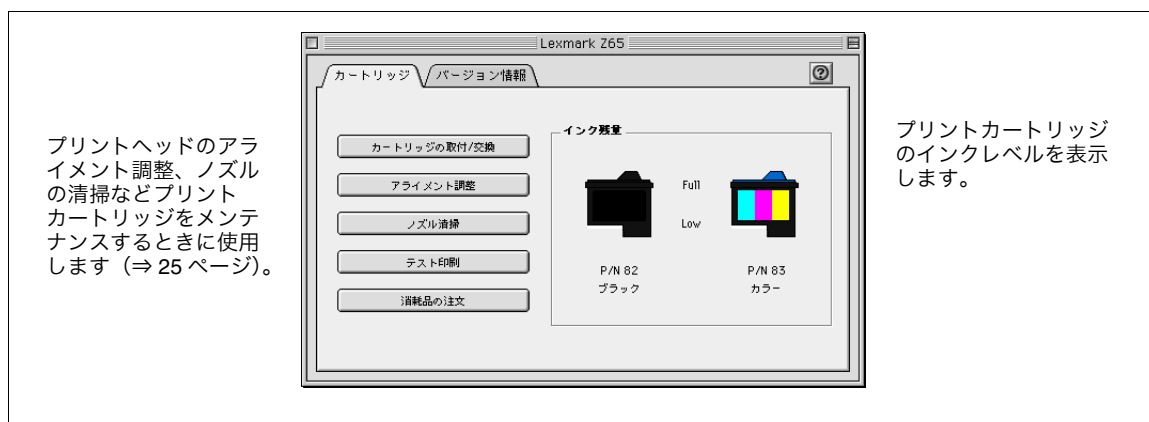 Lexmark Z65
カートリッジ
バージョン情報
プリントヘッドのアラ
イメント調整、ノズル
の清掃などプリント
カートリッジをメンテ
ナンスするときに使用
します（⇒ 25 ページ）。
カートリッジの取付/交換
アライメント調整
ノズル清掃
テスト印刷
消耗品の注文
インク残量
Full
Low
P/N 82
ブラック
P/N 83
カラー
プリントカートリッジ
のインクレベルを表示
します。